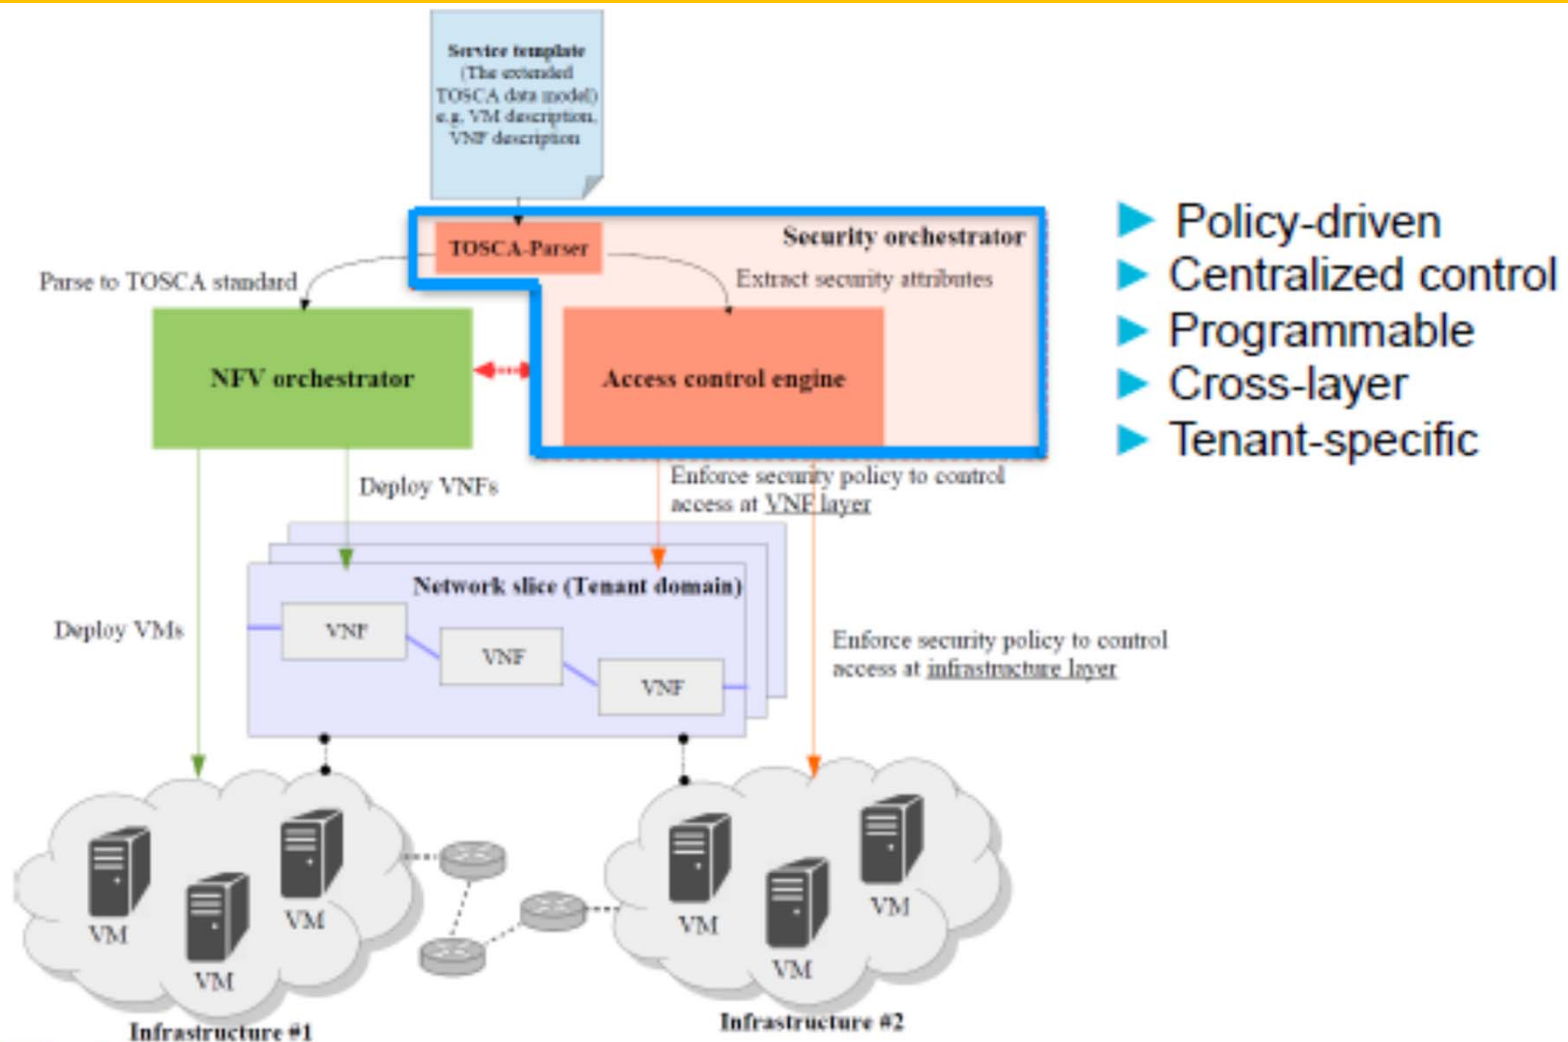 Service template
(The extended
TOSCA data model)
e.g. VM description,
VNF description
TOSCA-Parser
Security orchestrator
Parse to TOSCA standard
Extract security attributes
NFV orchestrator
Access control engine
Policy-driven
Centralized control
Programmable
Cross-layer
Tenant-specific
Deploy VNFs
Enforce security policy to control
access at VNF layer
Network slice (Tenant domain)
VNF
VNF
VNF
Deploy VMs
Enforce security policy to control
access at infrastructure layer
VM
VM
VM
VM
VM
VM
Infrastructure #1
Infrastructure #2